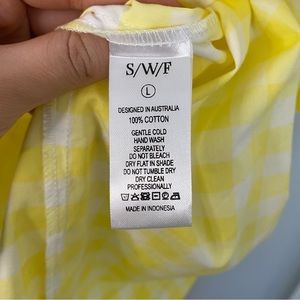 S/W/F
L
DESIGNED IN AUSTRALIA
100% COTTON
GENTLE COLD
HAND WASH
SEPARATELY
DO NOT BLEACH
DRY FLAT IN SHADE
DO NOT TUMBLE DRY
DRY CLEAN
PROFESSIONALLY
MADE IN INDONESIA